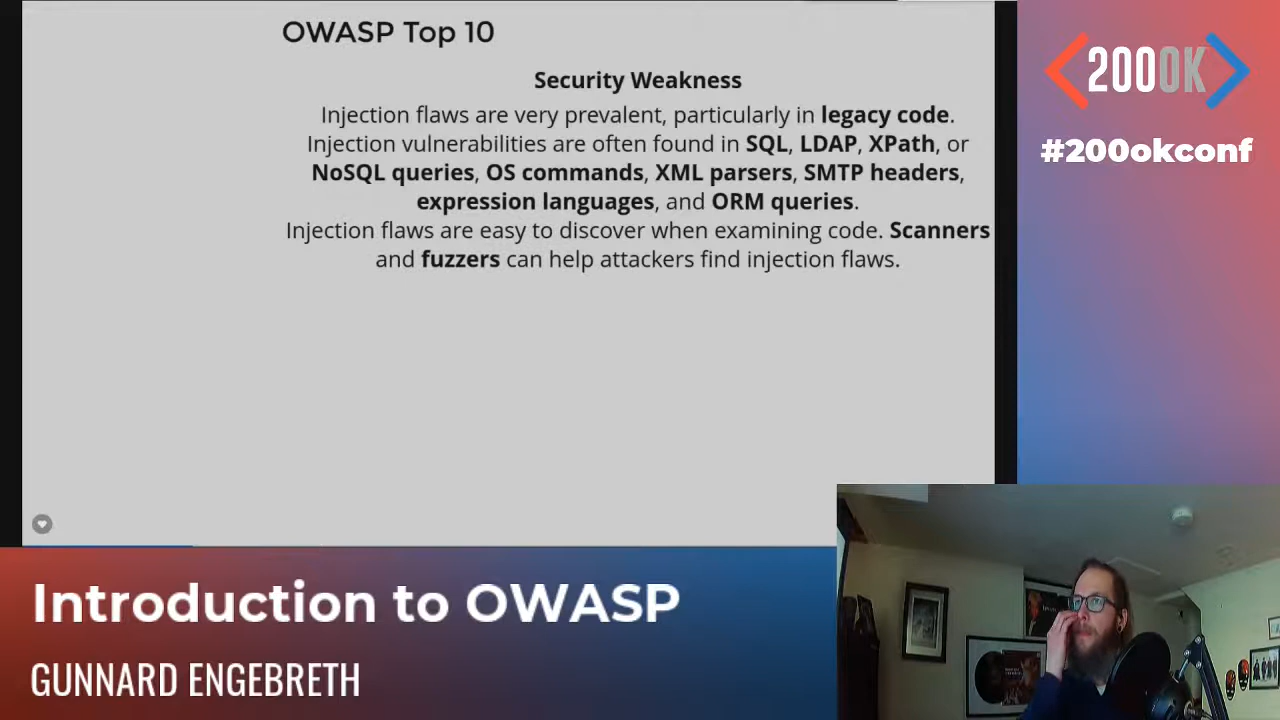 OWASP Top 10
Security Weakness
Injection flaws are very prevalent, particularly in legacy code.
Injection vulnerabilities are often found in SQL, LDAP, XPath, or
NoSQL queries, OS commands, XML parsers, SMTP headers,
expression languages, and ORM queries.
Injection flaws are easy to discover when examining code. Scanners
and fuzzers can help attackers find injection flaws.
200OK
#200okconf
Introduction to OWASP
GUNNARD ENGEBRETH